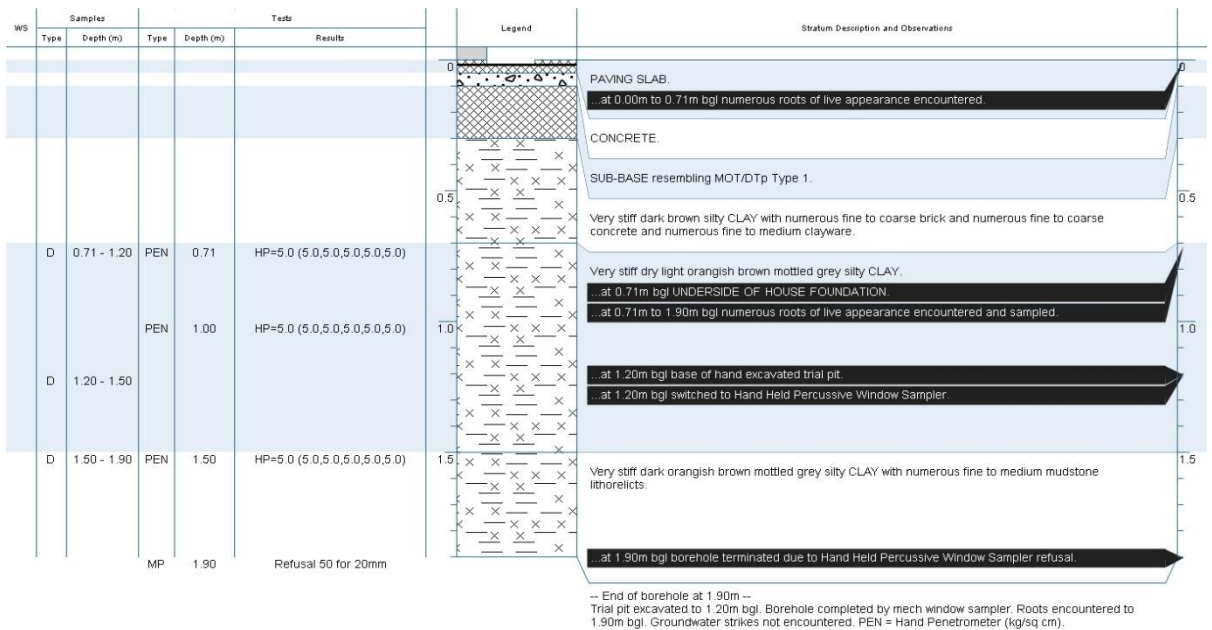 WS Samples Tests Legend Stratum Description and Observations
Type Depth (m) Type Depth (m) Results
0 0
PAVING SLAB.
...at 0.00m to 0.71m bgl numerous roots of live appearance encountered.
CONCRETE.
SUB-BASE resembling MOT/DTp Type 1.
0.5 0.5
Very stiff dark brown silty CLAY with numerous fine to coarse brick and numerous fine to coarse
concrete and numerous fine to medium clayware.
D 0.71 - 1.20 PEN 0.71 HP=5.0 (5.0,5.0,5.0,5.0,5.0)
Very stiff dry light orangish brown mottled grey silty CLAY.
...at 0.71m bgl UNDERSIDE OF HOUSE FOUNDATION.
...at 0.71m to 1.90m bgl numerous roots of live appearance encountered and sampled.
PEN 1.00 HP=5.0 (5.0,5.0,5.0,5.0,5.0) 1.0 1.0
...at 1.20m bgl base of hand excavated trial pit.
D 1.20 - 1.50
...at 1.20m bgl switched to Hand Held Percussive Window Sampler.
D 1.50 - 1.90 PEN 1.50 HP=5.0 (5.0,5.0,5.0,5.0,5.0) 1.5 1.5
Very stiff dark orangish brown mottled grey silty CLAY with numerous fine to medium mudstone
lithorelicts.
...at 1.90m bgl borehole terminated due to Hand Held Percussive Window Sampler refusal.
MP 1.90 Refusal 50 for 20mm
-- End of borehole at 1.90m --
Trial pit excavated to 1.20m bgl. Borehole completed by mech window sampler. Roots encountered to
1.90m bgl. Groundwater strikes not encountered. PEN = Hand Penetrometer (kg/sq cm).